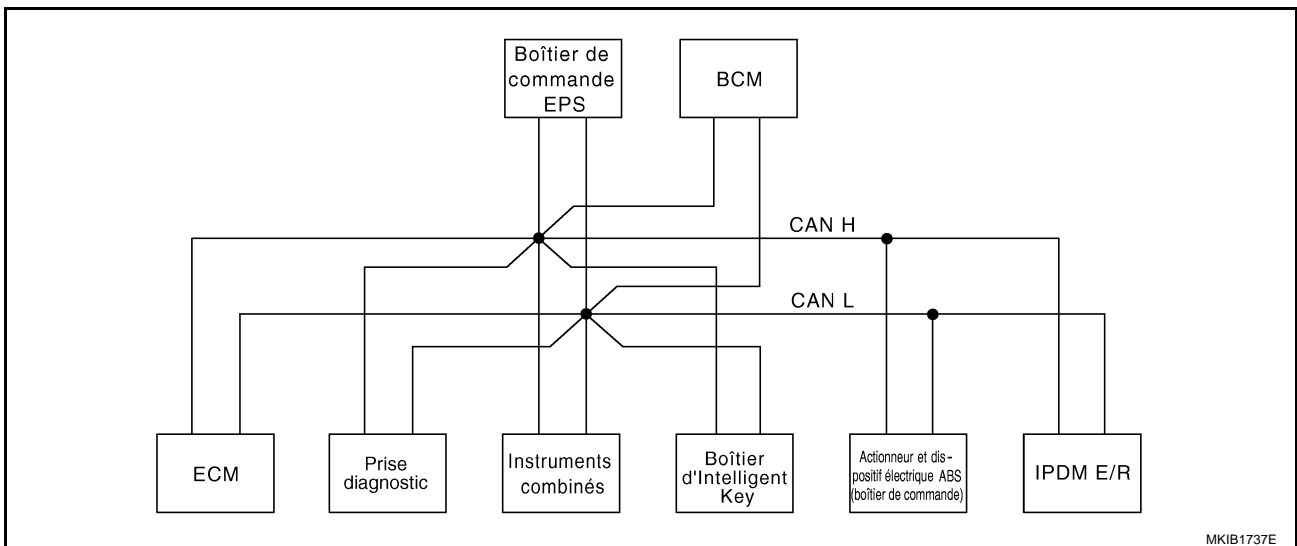 Boîtier de
commande
EPS
BCM
CAN H
CAN L
ECM
Prise
diagnostic
Instruments
combinés
Boîtier
d'Intelligent
Key
Actionneur et dis-
positif électrique ABS
(boîtier de commande)
IPDM E/R
MKIB1737E